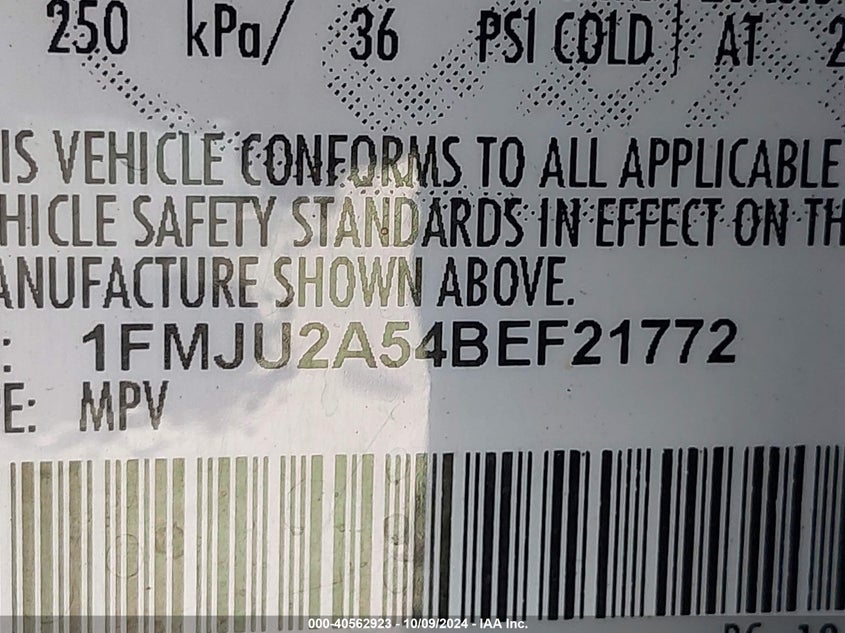 250 kPa/ 36 PSI COLD AT 2
IS VEHICLE CONFORMS TO ALL APPLICABLE
HICLE SAFETY STANDARDS IN EFFECT ON TH
ANUFACTURE SHOWN ABOVE.
: 1FMJU2A54BEF21772
E: MPV
000-40562923 - 10/09/2024 - IAA Inc.